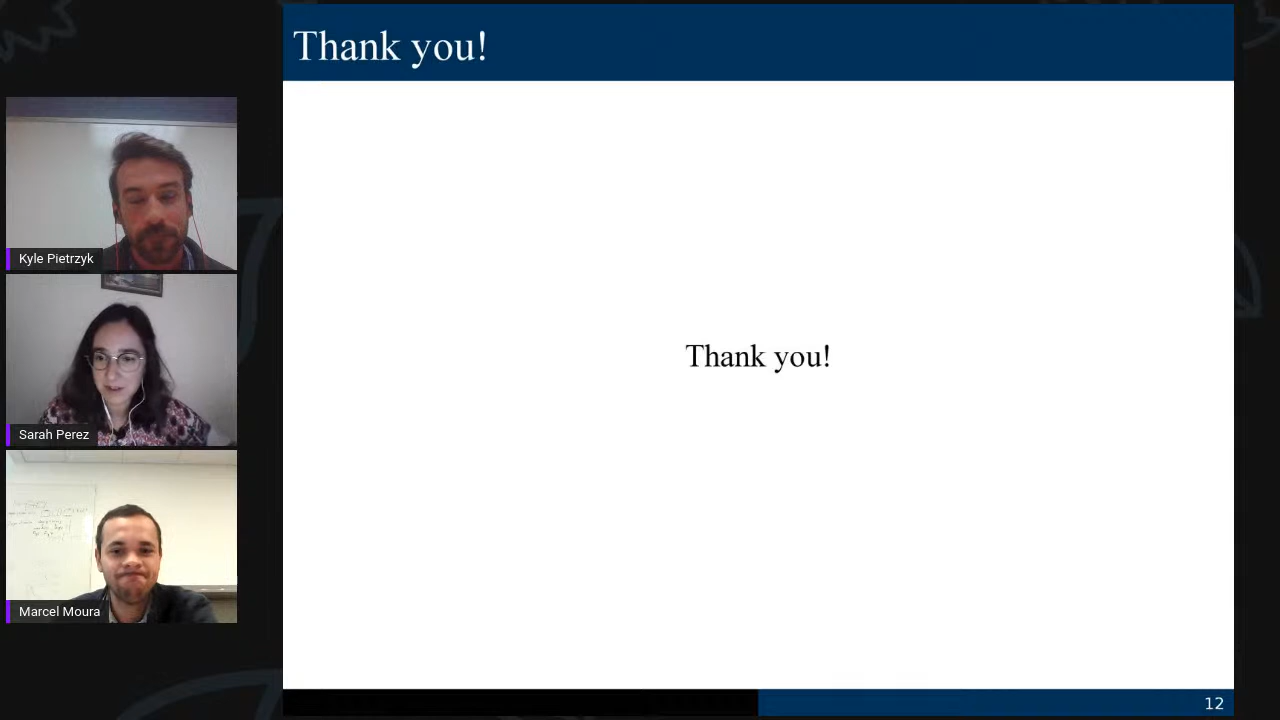 Thank you!
Kyle Pietrzyk
Sarah Perez
Marcel Moura
Thank you!
12